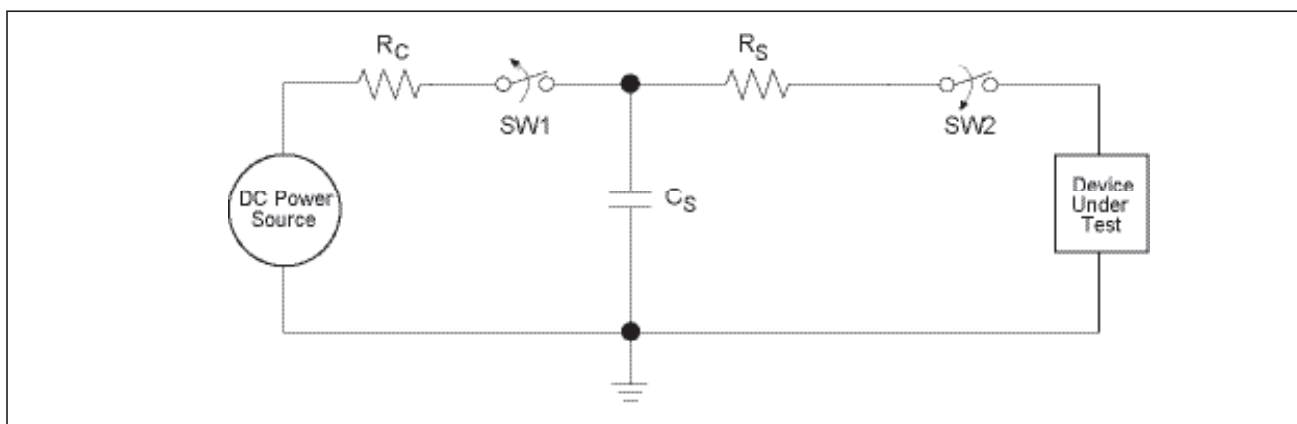 RC
RS
SW1
SW2
DC Power
Source
CS
Device
Under
Test